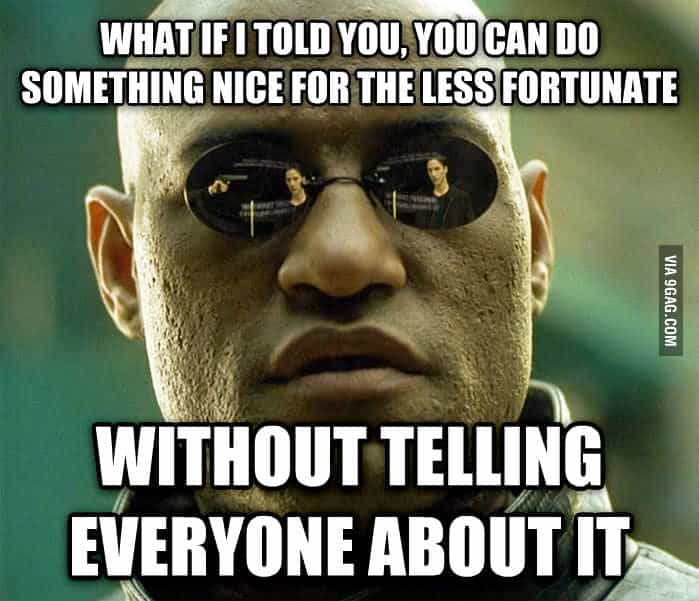 WHAT IF I TOLD YOU, YOU CAN DO
SOMETHING NICE FOR THE LESS FORTUNATE
VIA 9GAG.COM
WITHOUT TELLING
EVERYONE ABOUT IT